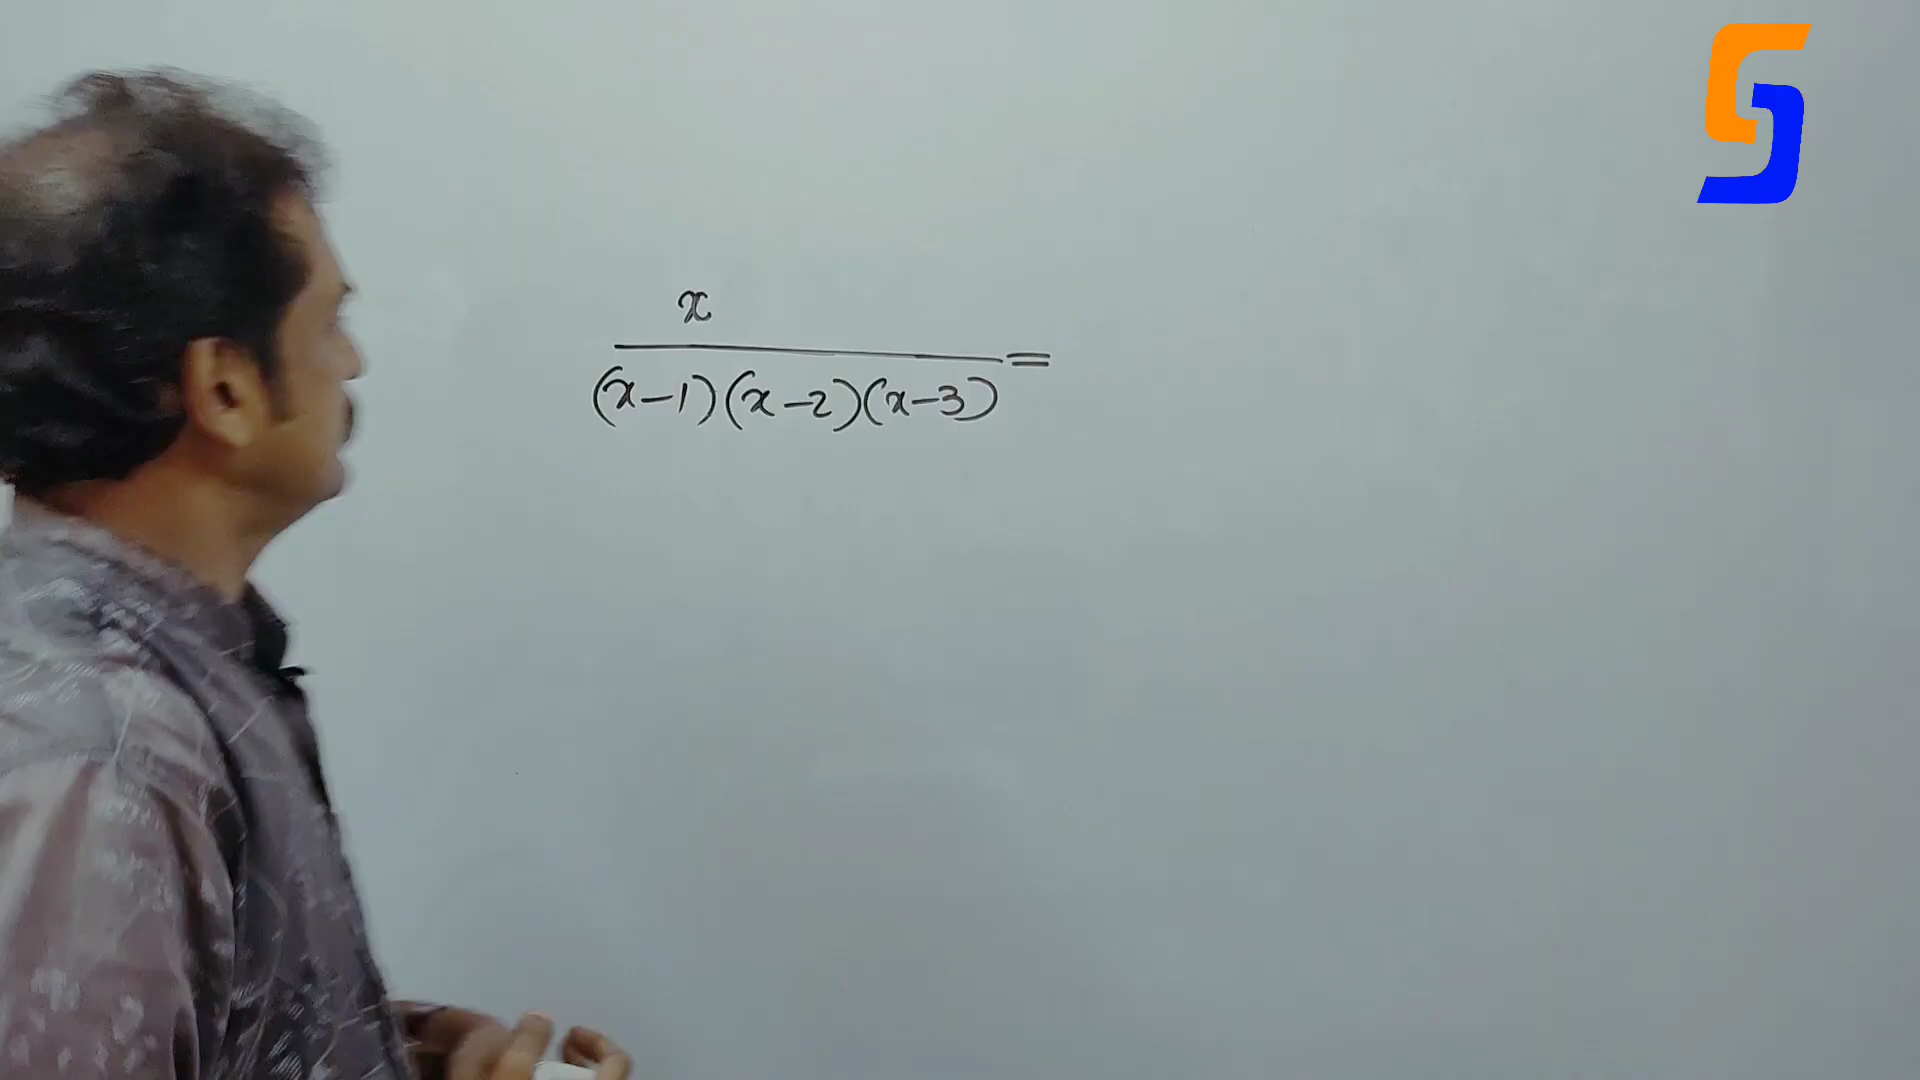 x
(x-1)(x-2)(x-3) =